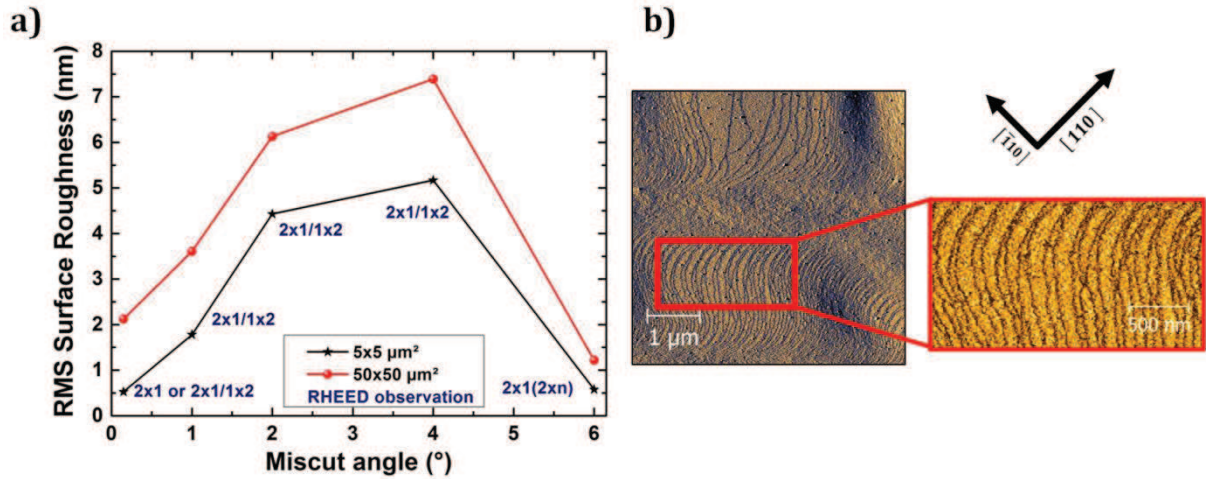 a)
RMS Surface Roughness (nm)
8
7
6
5
4
3
2
1
0
2x1 or 2x1/1x2
2x1/1x2
2x1/1x2
2x1/1x2
2x1(2xn)
5x5 µm²
50x50 µm²
RHEED observation
0 1 2 3 4 5 6
Miscut angle (°)
b)
[1̄10]
[110]
1 µm
500 nm